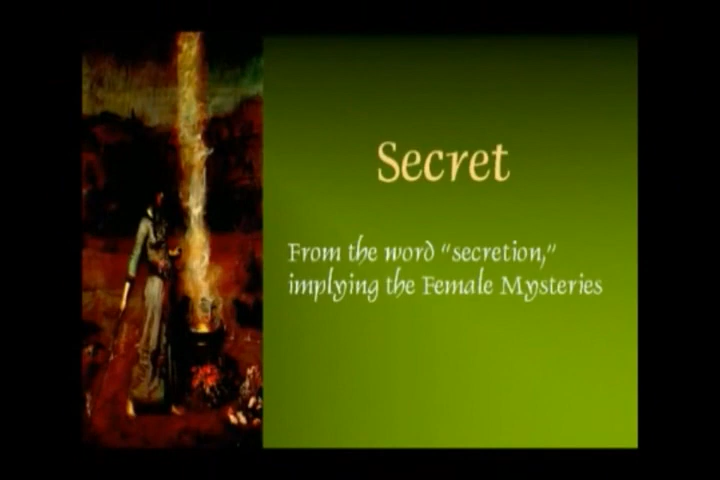 Secret
From the word “secretion,”
implying the Female Mysteries